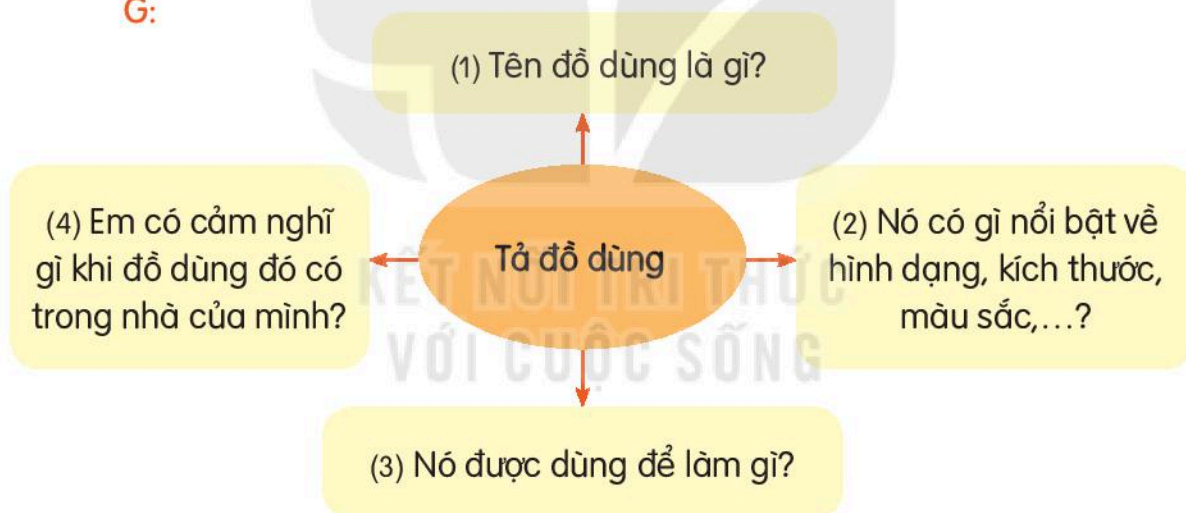 G:
(1) Tên đồ dùng là gì?
(4) Em có cảm nghĩ
gì khi đồ dùng đó có
trong nhà của mình?
Tả đồ dùng
(2) Nó có gì nổi bật về
hình dạng, kích thước,
màu sắc,...?
KẾT NỐI TRI THỨC
VỚI CUỘC SỐNG
(3) Nó được dùng để làm gì?